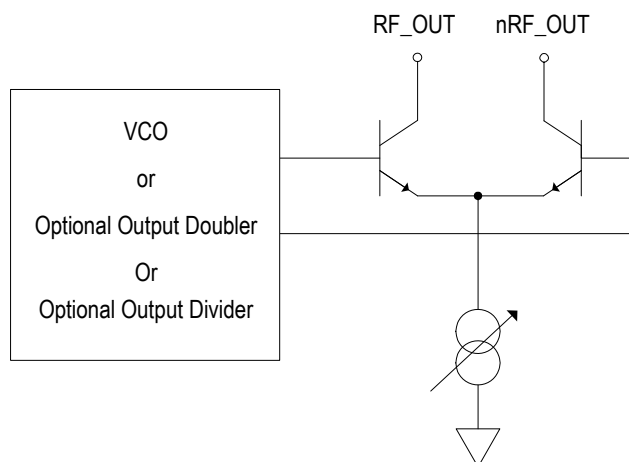 RF_OUT nRF_OUT
VCO
or
Optional Output Doubler
Or
Optional Output Divider